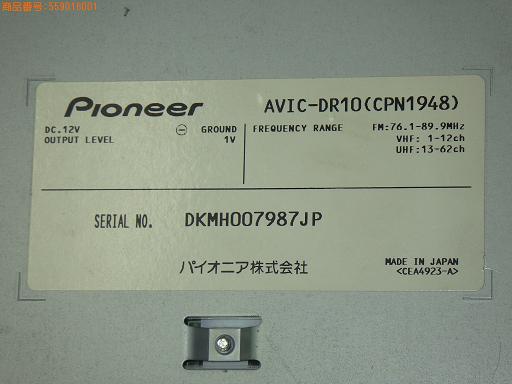 商品番号:559016001
Pioneer AVIC-DR10(CPN1948)
DC.12V ⊖ GROUND
OUTPUT LEVEL 1V
FREQUENCY RANGE FM:76.1-89.9MHz
VHF: 1-12ch
UHF:13-62ch
SERIAL NO. DKMH007987JP
パイオニア株式会社
MADE IN JAPAN
<CEA4923-A>